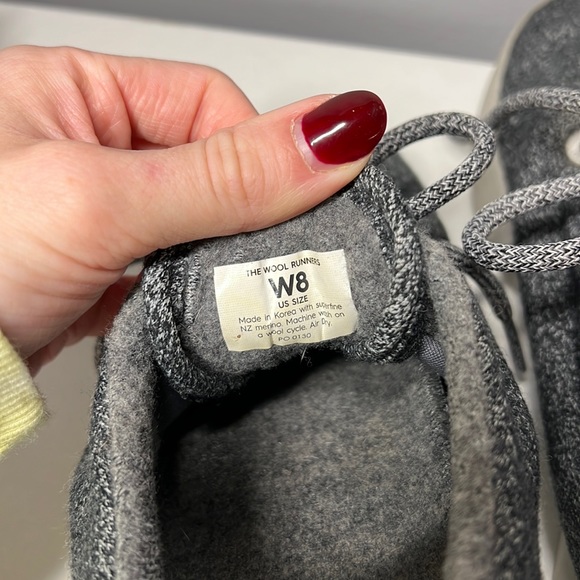 THE WOOL RUNNERS
W8
US SIZE
Made in Korea with superfine
NZ merino. Machine with on
a wool cycle. Air Dry.
PO 0130